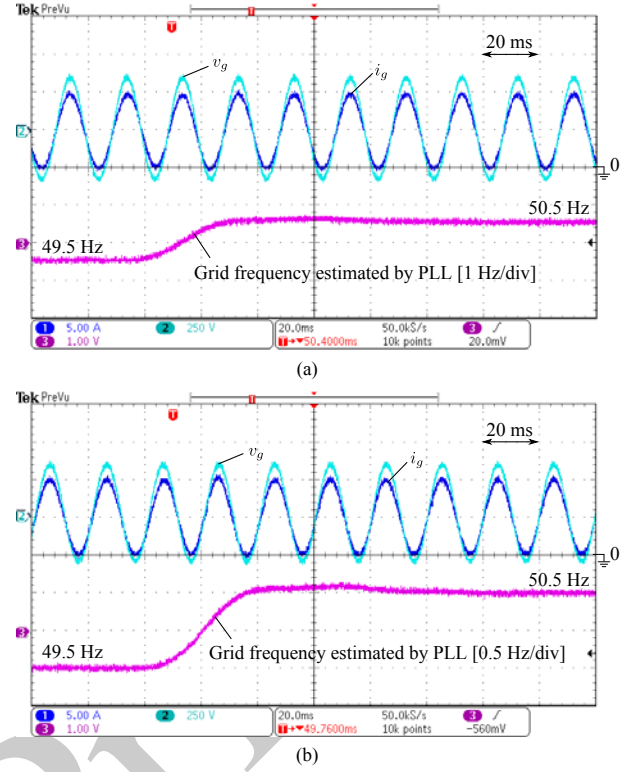 Tek PreVu
T
T
v_g
i_g
20 ms
2
0
49.5 Hz
50.5 Hz
3
Grid frequency estimated by PLL [1 Hz/div]
1 5.00 A 2 250 V 20.0ms 50.0kS/s 3
3 1.00 V T→▼50.4000ms 10k points 20.0mV
(a)
Tek PreVu
T
T
v_g
i_g
20 ms
2
0
50.5 Hz
3
49.5 Hz
Grid frequency estimated by PLL [0.5 Hz/div]
1 5.00 A 2 250 V 20.0ms 50.0kS/s 3
3 1.00 V T→▼49.7600ms 10k points -560mV
(b)